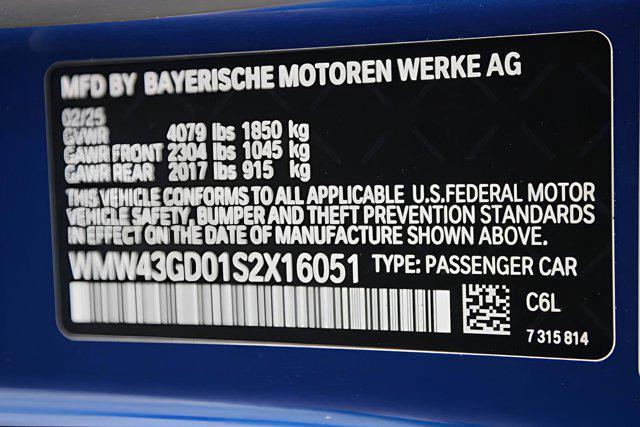 MFD BY BAYERISCHE MOTOREN WERKE AG
02/25
GVWR 4079 lbs 1850 kg
GAWR FRONT 2304 lbs 1045 kg
GAWR REAR 2017 lbs 915 kg
THIS VEHICLE CONFORMS TO ALL APPLICABLE U.S.FEDERAL MOTOR
VEHICLE SAFETY, BUMPER AND THEFT PREVENTION STANDARDS
IN EFFECT ON THE DATE OF MANUFACTURE SHOWN ABOVE.
WMW43GD01S2X16051 TYPE: PASSENGER CAR
C6L
7 315 814